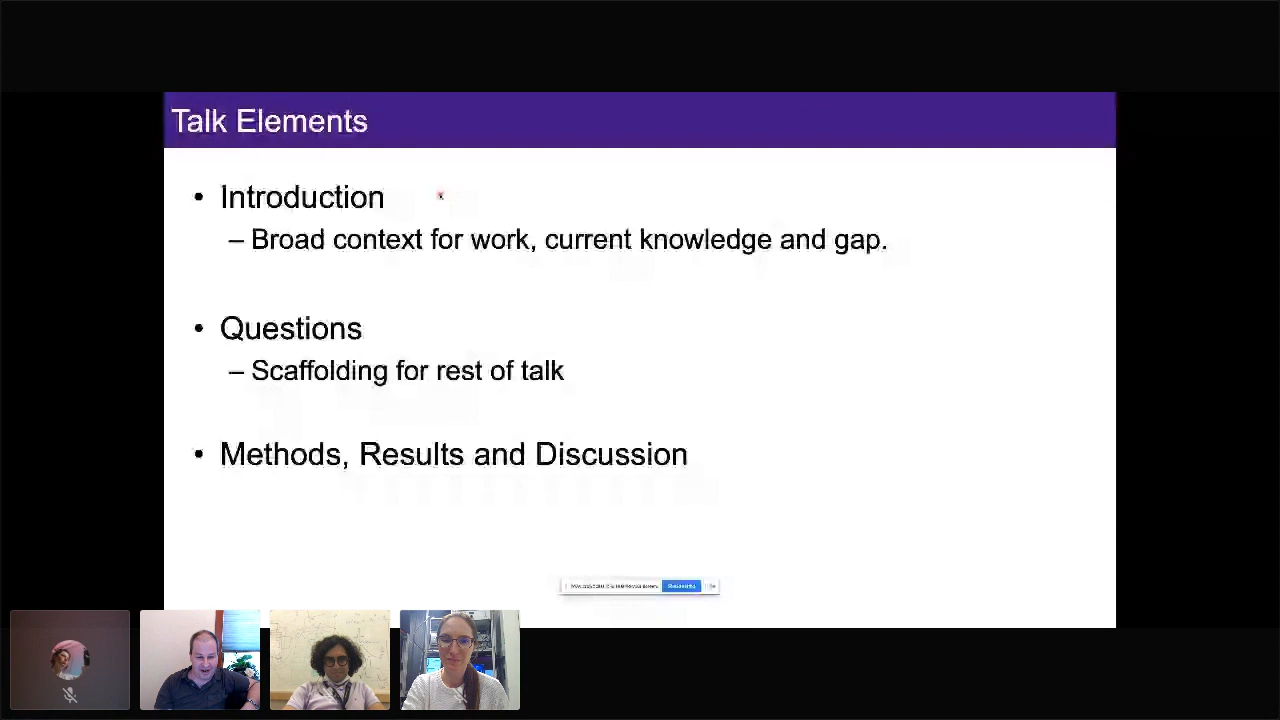 Talk Elements
• Introduction
– Broad context for work, current knowledge and gap.
• Questions
– Scaffolding for rest of talk
• Methods, Results and Discussion